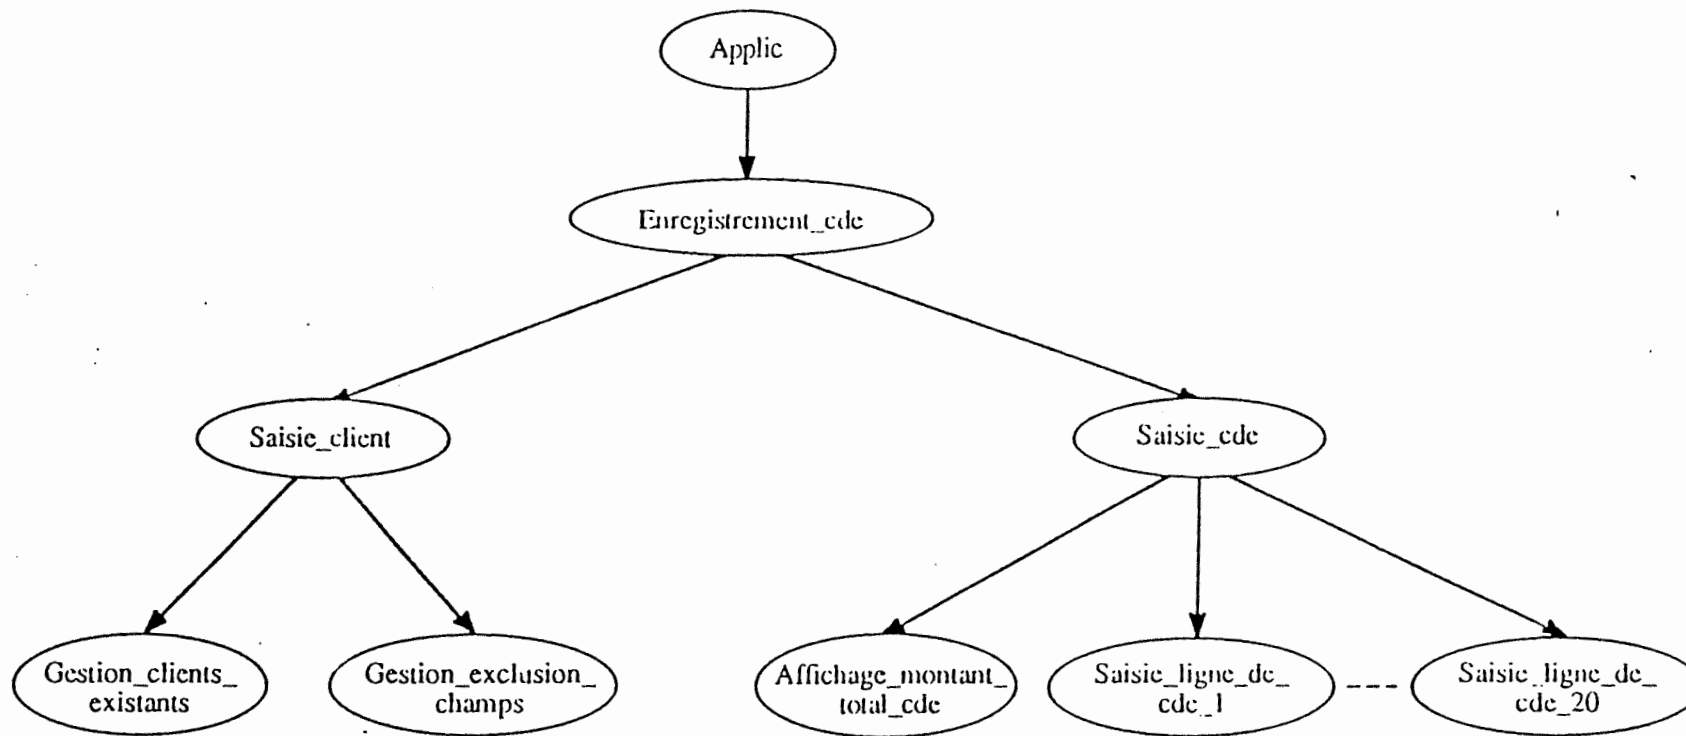 Applic
Enregistrement_cde
Saisie_client
Saisie_cde
Gestion_clients_
existants
Gestion_exclusion_
champs
Affichage_montant_
total_cde
Saisie_ligne_de_
cde_1
Saisie_ligne_de_
cde_20